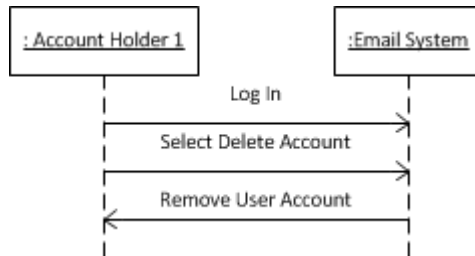 : Account Holder 1
:Email System
Log In
Select Delete Account
Remove User Account